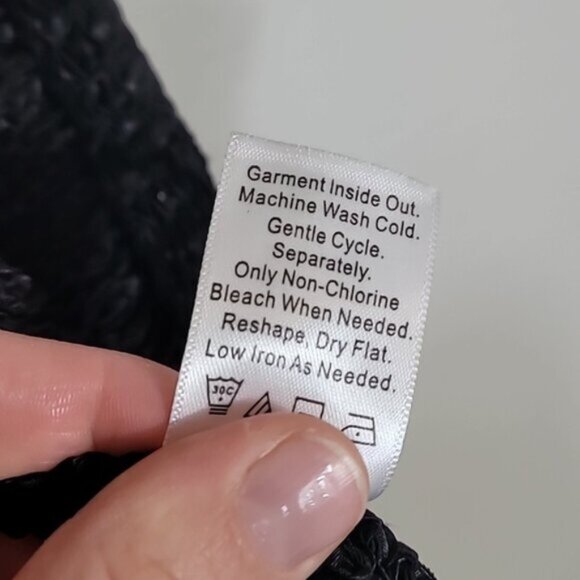 Garment Inside Out.
Machine Wash Cold.
Gentle Cycle.
Separately.
Only Non-Chlorine
Bleach When Needed.
Reshape, Dry Flat.
Low Iron As Needed.
30C